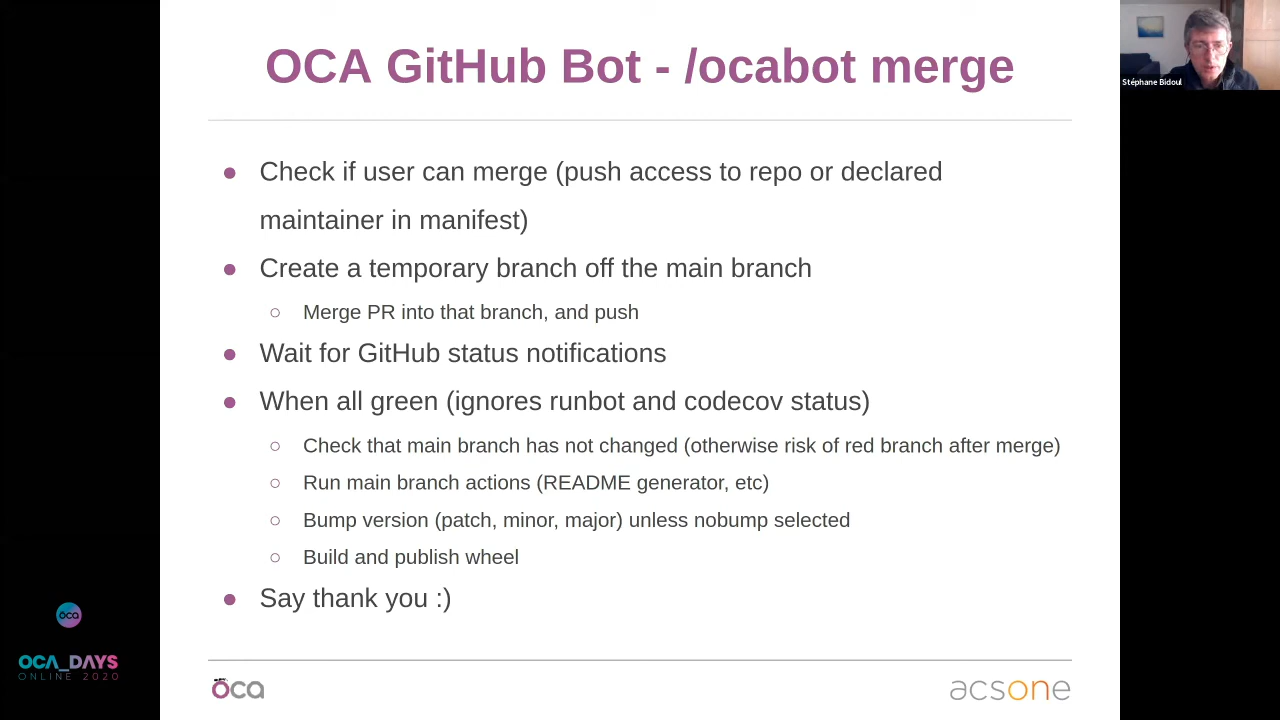 OCA GitHub Bot - /ocabot merge
Stéphane Bidoul
● Check if user can merge (push access to repo or declared
maintainer in manifest)
● Create a temporary branch off the main branch
○ Merge PR into that branch, and push
● Wait for GitHub status notifications
● When all green (ignores runbot and codecov status)
○ Check that main branch has not changed (otherwise risk of red branch after merge)
○ Run main branch actions (README generator, etc)
○ Bump version (patch, minor, major) unless nobump selected
○ Build and publish wheel
● Say thank you :)
oca
OCA_DAYS
ONLINE 2020
oca
acsone